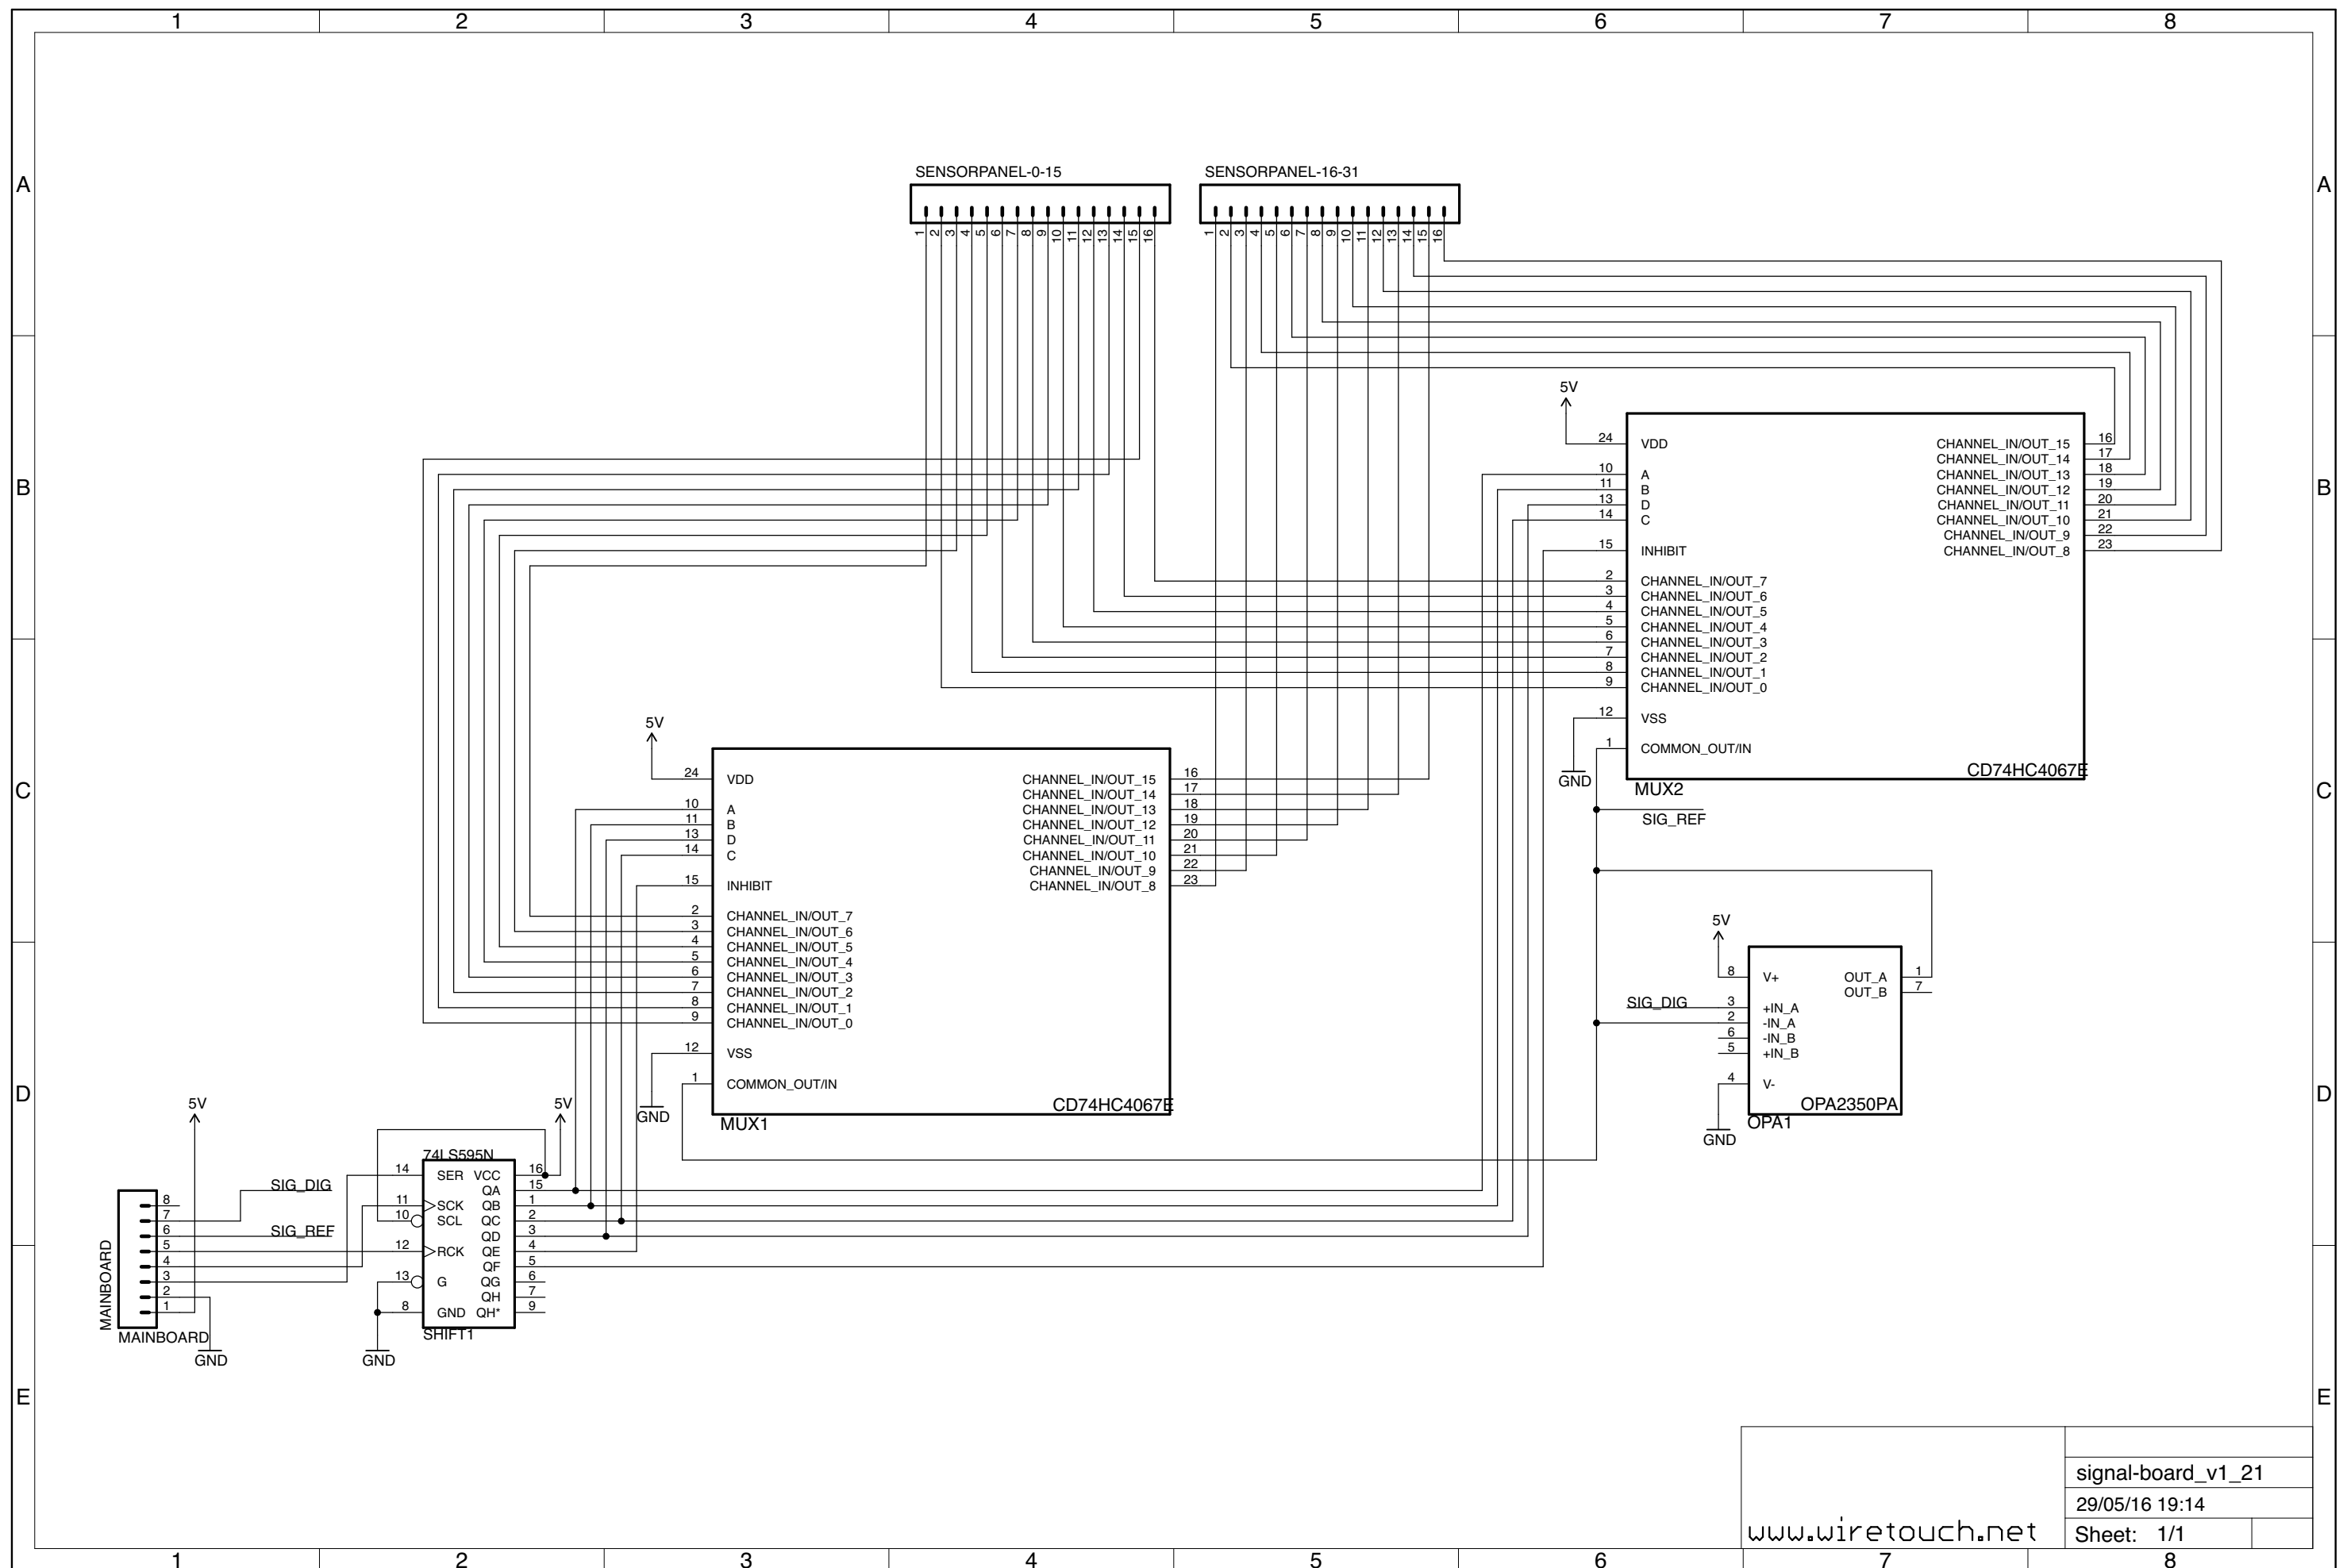 1 2 3 4 5 6 7 8
A A
SENSORPANEL-0-15
1 2 3 4 5 6 7 8 9 10 11 12 13 14 15 16
SENSORPANEL-16-31
1 2 3 4 5 6 7 8 9 10 11 12 13 14 15 16
B B
5V
24 VDD CHANNEL_IN/OUT_15 16
CHANNEL_IN/OUT_14 17
10 A CHANNEL_IN/OUT_13 18
11 B CHANNEL_IN/OUT_12 19
13 D CHANNEL_IN/OUT_11 20
14 C CHANNEL_IN/OUT_10 21
CHANNEL_IN/OUT_9 22
15 INHIBIT CHANNEL_IN/OUT_8 23
2 CHANNEL_IN/OUT_7
3 CHANNEL_IN/OUT_6
4 CHANNEL_IN/OUT_5
5 CHANNEL_IN/OUT_4
6 CHANNEL_IN/OUT_3
7 CHANNEL_IN/OUT_2
8 CHANNEL_IN/OUT_1
9 CHANNEL_IN/OUT_0
12 VSS
1 COMMON_OUT/IN
GND
CD74HC4067E
MUX2
SIG_REF
C C
5V
24 VDD CHANNEL_IN/OUT_15 16
CHANNEL_IN/OUT_14 17
10 A CHANNEL_IN/OUT_13 18
11 B CHANNEL_IN/OUT_12 19
13 D CHANNEL_IN/OUT_11 20
14 C CHANNEL_IN/OUT_10 21
CHANNEL_IN/OUT_9 22
15 INHIBIT CHANNEL_IN/OUT_8 23
2 CHANNEL_IN/OUT_7
3 CHANNEL_IN/OUT_6
4 CHANNEL_IN/OUT_5
5 CHANNEL_IN/OUT_4
6 CHANNEL_IN/OUT_3
7 CHANNEL_IN/OUT_2
8 CHANNEL_IN/OUT_1
9 CHANNEL_IN/OUT_0
12 VSS
1 COMMON_OUT/IN
GND
CD74HC4067E
MUX1
5V
8 V+ OUT_A 1
OUT_B 7
SIG_DIG 3 +IN_A
2 -IN_A
6 -IN_B
5 +IN_B
4 V-
OPA2350PA
OPA1
GND
D D
5V
5V
74LS595N
14 SER VCC 16
QA 15
11 SCK QB 1
10 SCL QC 2
QD 3
12 RCK QE 4
QF 5
13 G QG 6
QH 7
8 GND QH* 9
SHIFT1
GND
SIG_DIG
SIG_REF
8
7
6
5
4
3
2
1
MAINBOARD
MAINBOARD
GND
E E
signal-board_v1_21
29/05/16 19:14
www.wiretouch.net
Sheet: 1/1
1 2 3 4 5 6 7 8